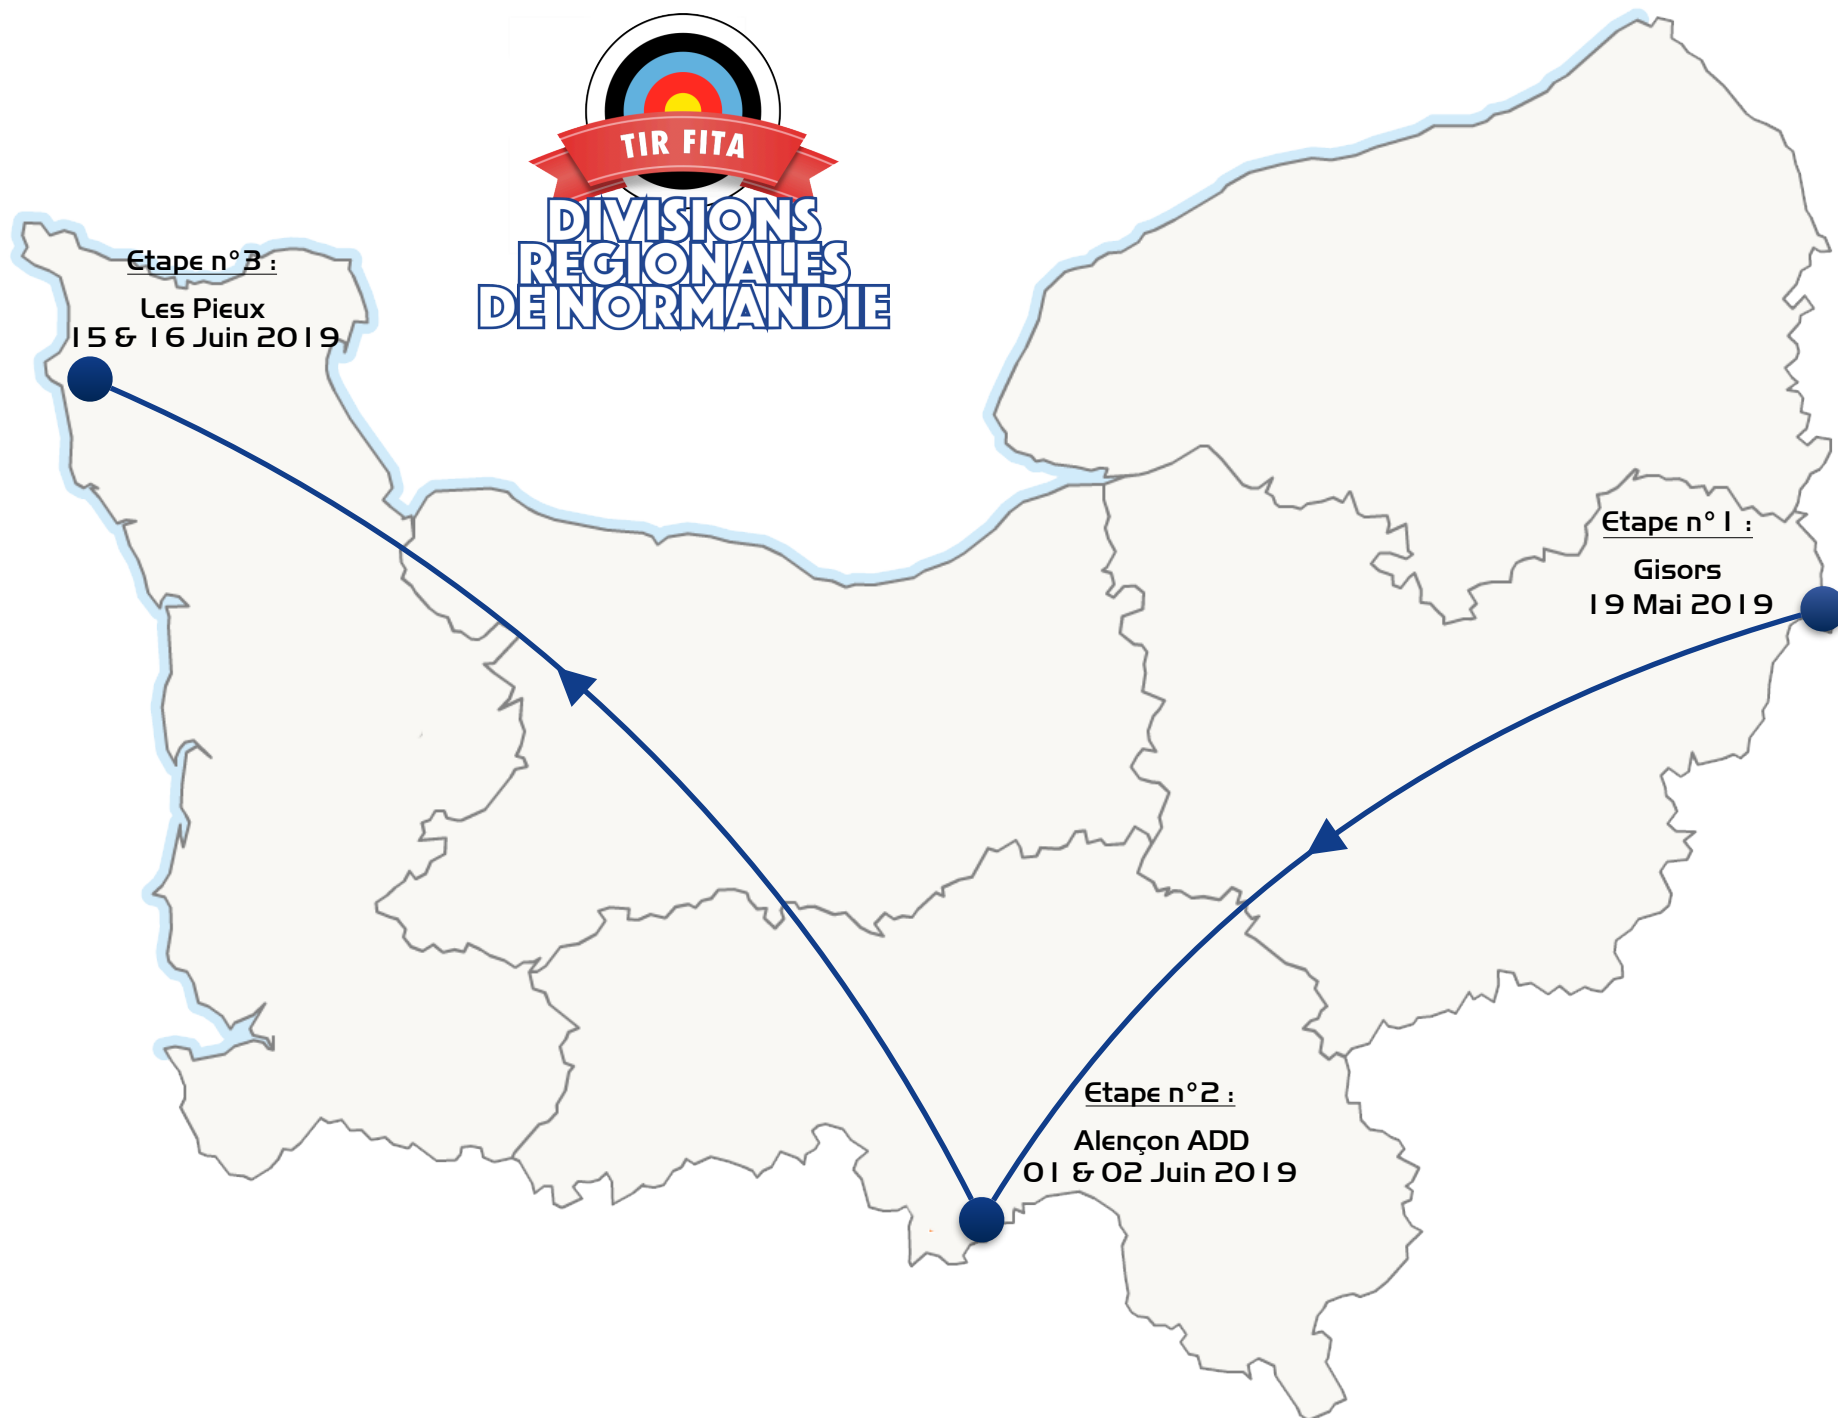 TIR FITA
DIVISIONS
REGIONALES
DE NORMANDIE
Etape n°3 :
Les Pieux
15 & 16 Juin 2019
Etape n°1 :
Gisors
19 Mai 2019
Etape n°2 :
Alençon ADD
01 & 02 Juin 2019